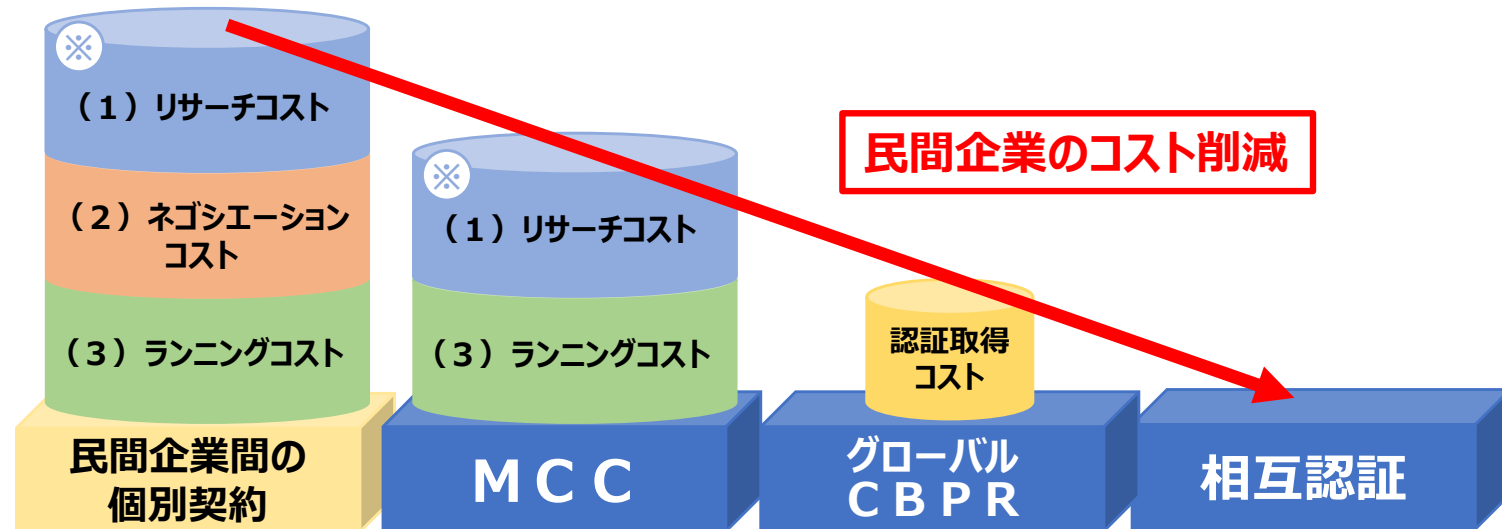 ※
（１）リサーチコスト
（２）ネゴシエーション
コスト
（３）ランニングコスト
民間企業間の
個別契約
※
（１）リサーチコスト
（３）ランニングコスト
ＭＣＣ
民間企業のコスト削減
認証取得
コスト
グローバル
ＣＢＰＲ
相互認証